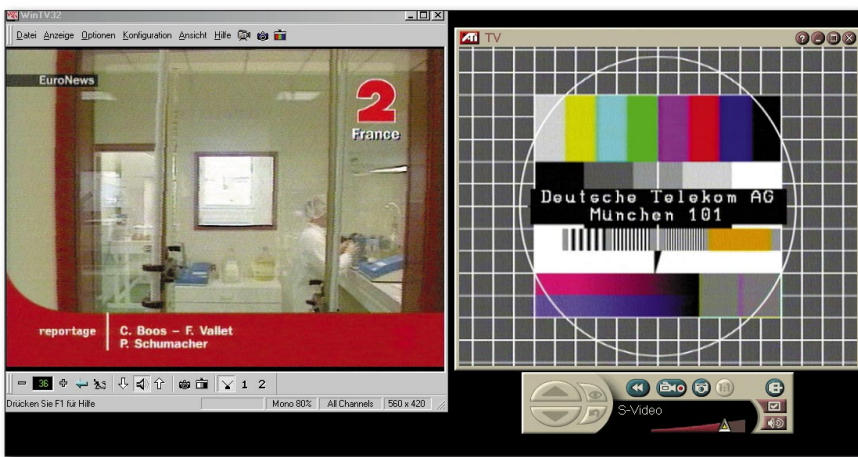 WinTV32
Datei Anzeige Optionen Konfiguration Ansicht Hilfe
EuroNews
2
France
reportage
C. Boos – F. Vallet
P. Schumacher
36
1 2
Drücken Sie F1 für Hilfe
Mono 80%
All Channels
560 x 420
ATI TV
Deutsche Telekom AG
München 101
S-Video